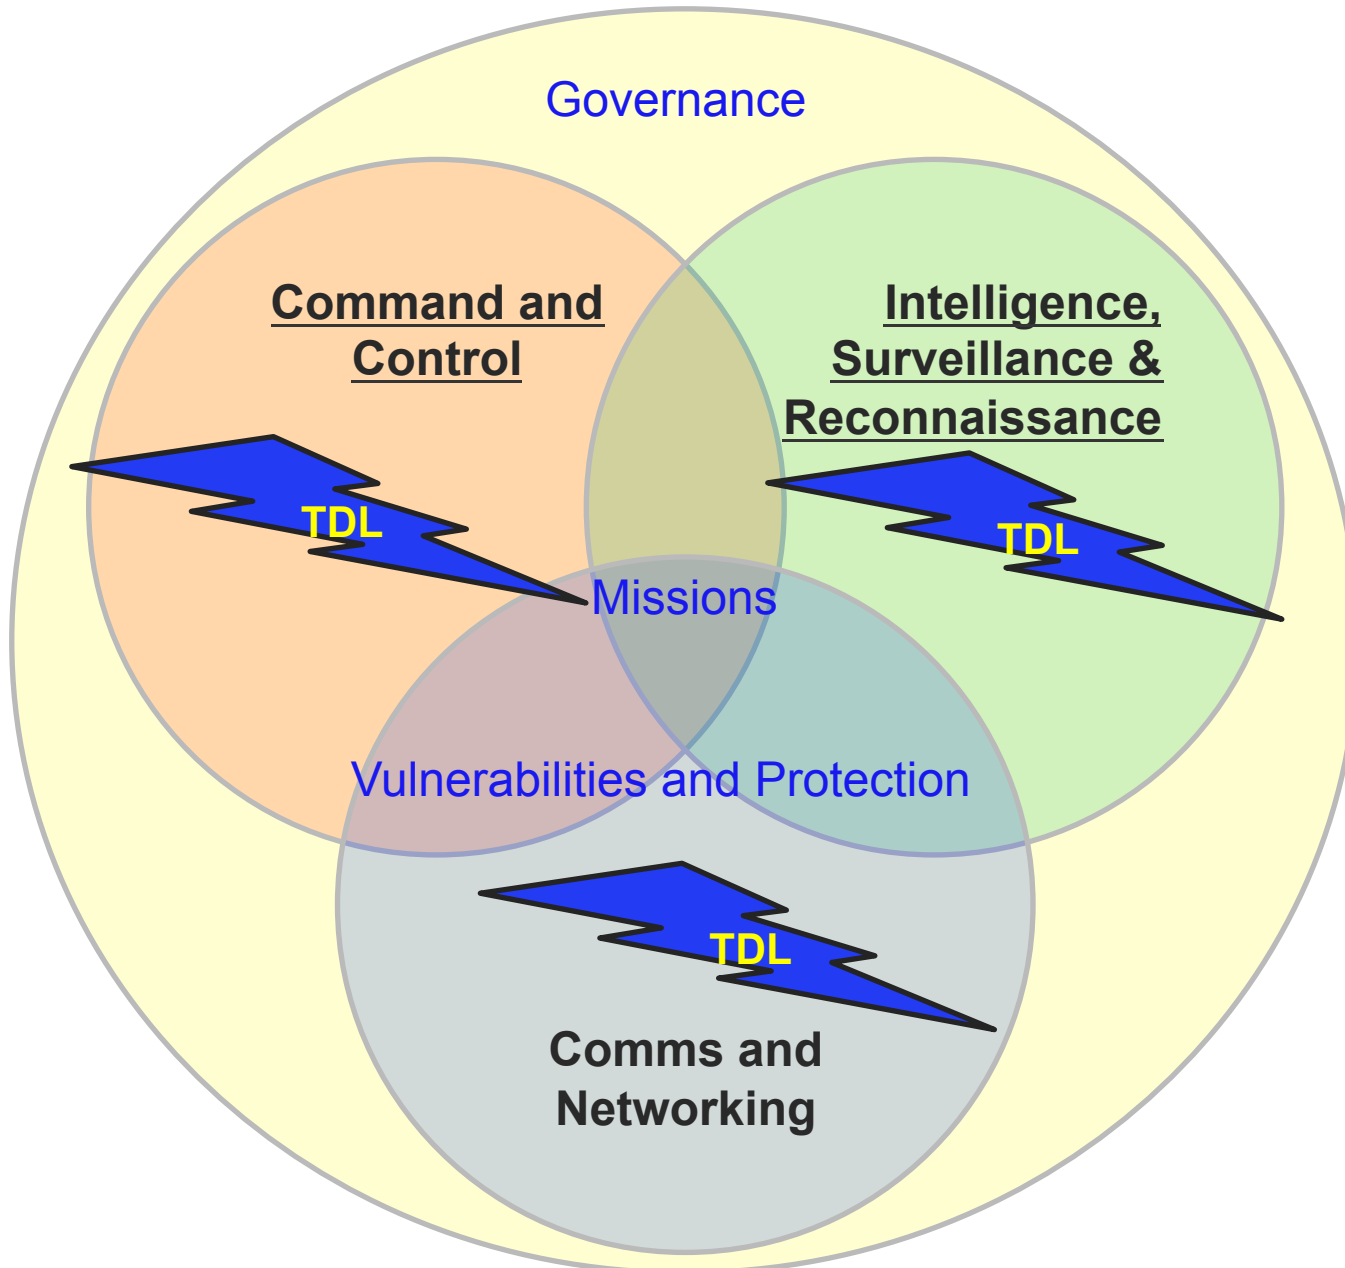 Governance
Command and
Control
Intelligence,
Surveillance &
Reconnaissance
TDL
TDL
Missions
Vulnerabilities and Protection
TDL
Comms and
Networking